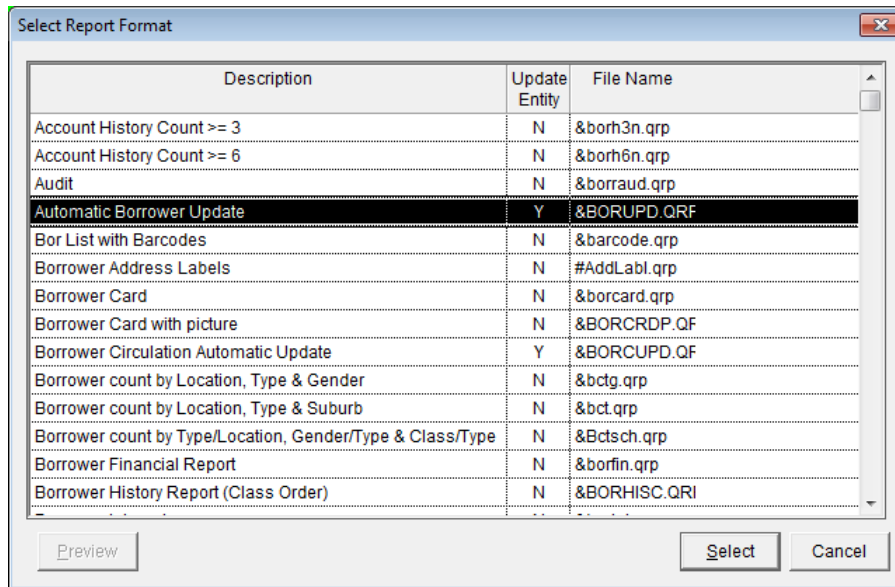 Select Report Format
Description Update Entity File Name
Account History Count >= 3 N &borh3n.qrp
Account History Count >= 6 N &borh6n.qrp
Audit N &borraud.qrp
Automatic Borrower Update Y &BORUPD.QRF
Bor List with Barcodes N &barcode.qrp
Borrower Address Labels N #AddLabl.qrp
Borrower Card N &borcard.qrp
Borrower Card with picture N &BORCRDP.QF
Borrower Circulation Automatic Update Y &BORCUPD.QF
Borrower count by Location, Type & Gender N &bctg.qrp
Borrower count by Location, Type & Suburb N &bct.qrp
Borrower count by Type/Location, Gender/Type & Class/Type N &Bctsch.qrp
Borrower Financial Report N &borfin.qrp
Borrower History Report (Class Order) N &BORHISC.QRI
Preview Select Cancel